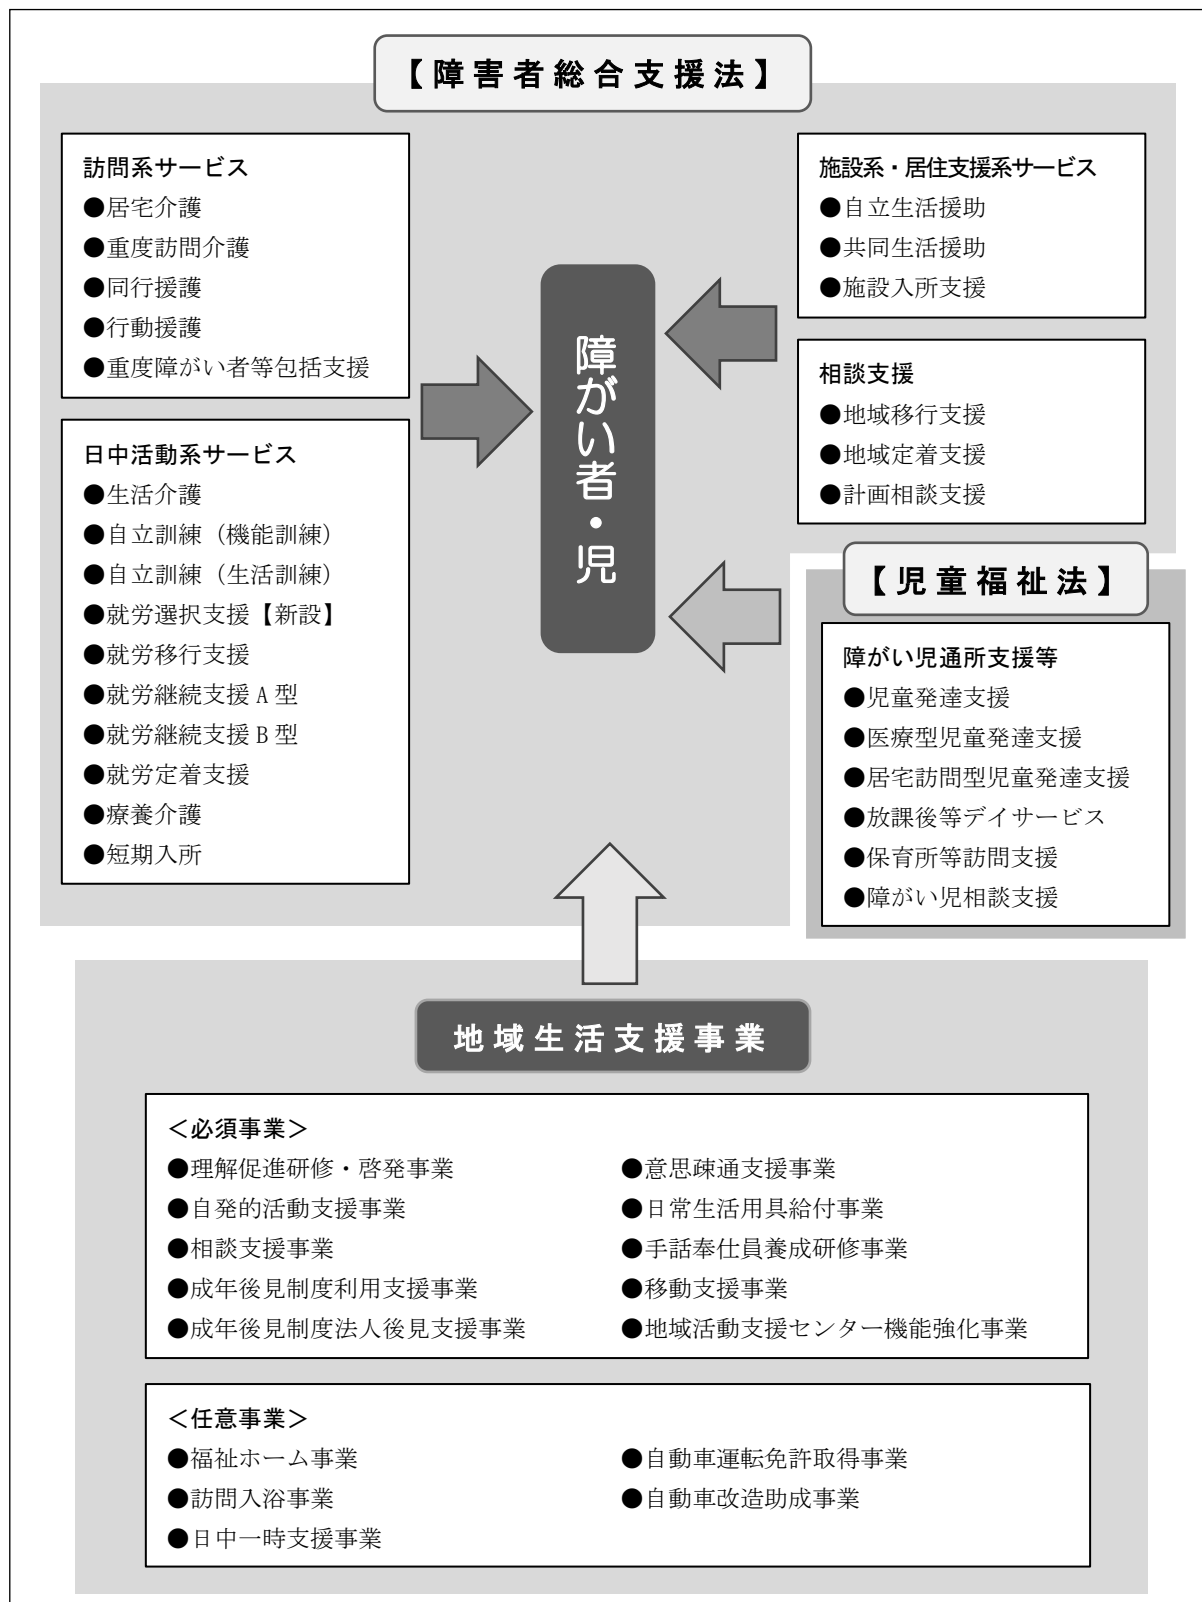 【障害者総合支援法】
訪問系サービス
●居宅介護
●重度訪問介護
●同行援護
●行動援護
●重度障がい者等包括支援
日中活動系サービス
●生活介護
●自立訓練（機能訓練）
●自立訓練（生活訓練）
●就労選択支援【新設】
●就労移行支援
●就労継続支援 A 型
●就労継続支援 B 型
●就労定着支援
●療養介護
●短期入所
障がい者・児
施設系・居住支援系サービス
●自立生活援助
●共同生活援助
●施設入所支援
相談支援
●地域移行支援
●地域定着支援
●計画相談支援
【児童福祉法】
障がい児通所支援等
●児童発達支援
●医療型児童発達支援
●居宅訪問型児童発達支援
●放課後等デイサービス
●保育所等訪問支援
●障がい児相談支援
地域生活支援事業
＜必須事業＞
●理解促進研修・啓発事業
●自発的活動支援事業
●相談支援事業
●成年後見制度利用支援事業
●成年後見制度法人後見支援事業
●意思疎通支援事業
●日常生活用具給付事業
●手話奉仕員養成研修事業
●移動支援事業
●地域活動支援センター機能強化事業
＜任意事業＞
●福祉ホーム事業
●訪問入浴事業
●日中一時支援事業
●自動車運転免許取得事業
●自動車改造助成事業